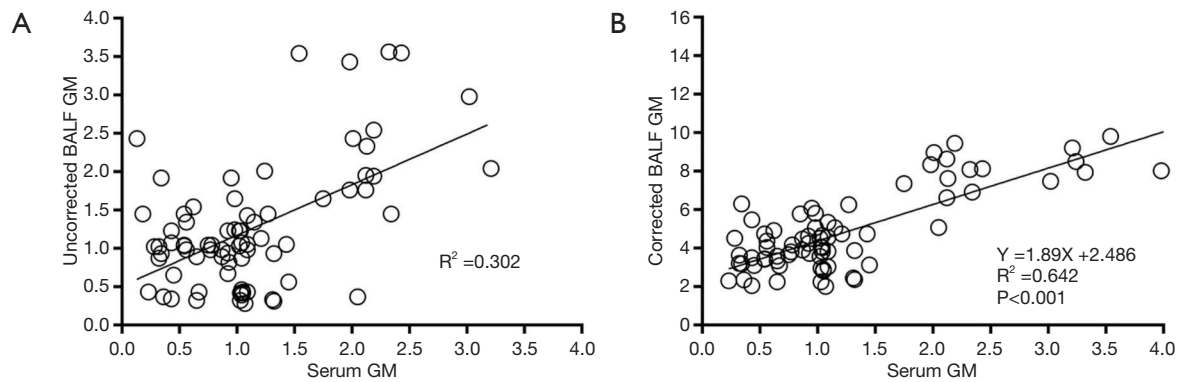 A
Uncorrected BALF GM
4.0
3.5
3.0
2.5
2.0
1.5
1.0
0.5
0.0
R² =0.302
0.0 0.5 1.0 1.5 2.0 2.5 3.0 3.5 4.0
Serum GM
B
Corrected BALF GM
16
14
12
10
8
6
4
2
0
Y =1.89X +2.486
R² =0.642
P<0.001
0.0 0.5 1.0 1.5 2.0 2.5 3.0 3.5 4.0
Serum GM